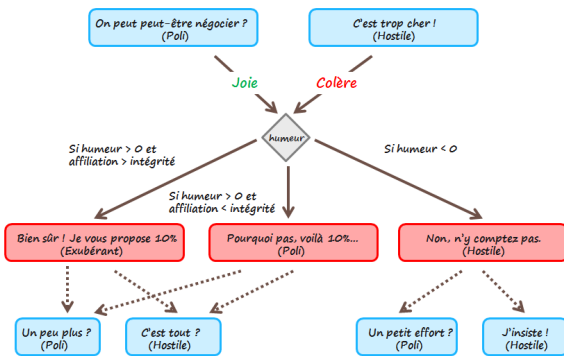 On peut peut-être négocier ?
(Poli)
C'est trop cher !
(Hostile)
Joie
Colère
humeur
Si humeur > 0 et
affiliation > intégrité
Si humeur < 0
Si humeur > 0 et
affiliation < intégrité
Bien sûr ! Je vous propose 10%
(Exubérant)
Pourquoi pas, voilà 10%...
(Poli)
Non, n'y comptez pas.
(Hostile)
Un peu plus ?
(Poli)
C'est tout ?
(Hostile)
Un petit effort ?
(Poli)
J'insiste !
(Hostile)